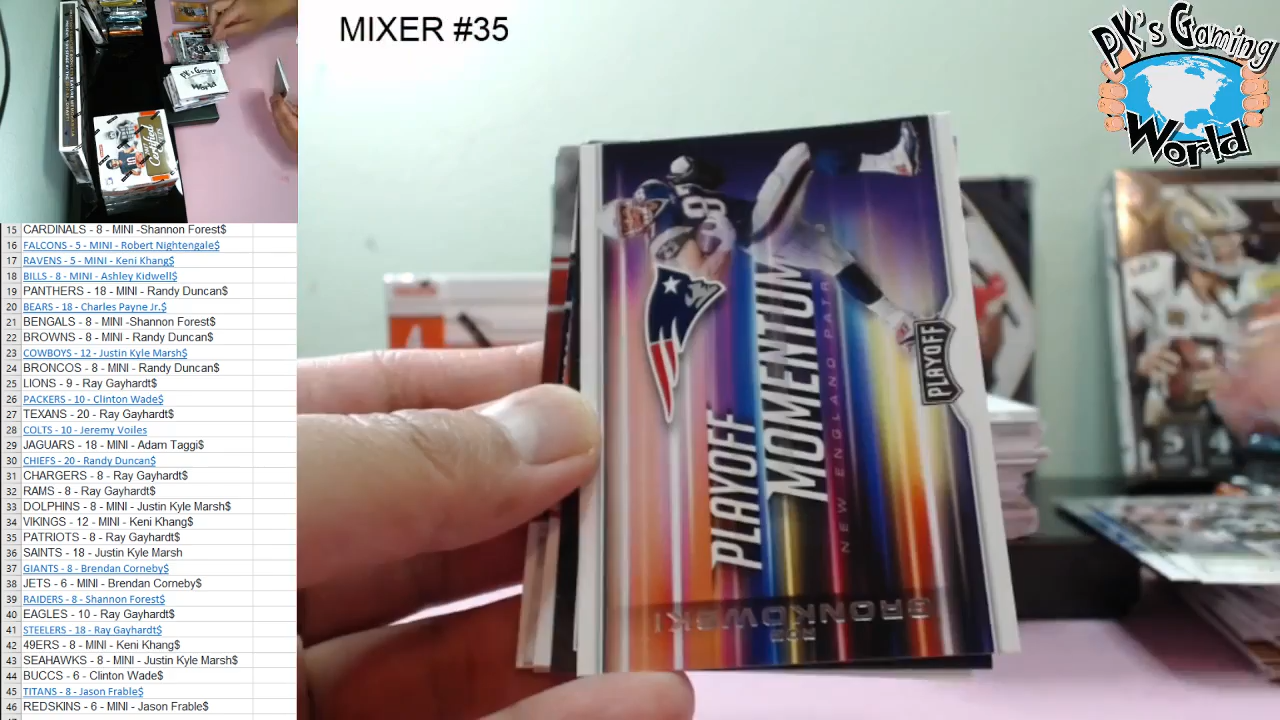 MIXER #35
PK's Gaming
World
15 CARDINALS - 8 - MINI -Shannon Forest$
16 FALCONS - 5 - MINI - Robert Nightengale$
17 RAVENS - 5 - MINI - Keni Khang$
18 BILLS - 8 - MINI - Ashley Kidwell$
19 PANTHERS - 18 - MINI - Randy Duncan$
20 BEARS - 18 - Charles Payne Jr.$
21 BENGALS - 8 - MINI -Shannon Forest$
22 BROWNS - 8 - MINI - Randy Duncan$
23 COWBOYS - 12 - Justin Kyle Marsh$
24 BRONCOS - 8 - MINI - Randy Duncan$
25 LIONS - 9 - Ray Gayhardt$
26 PACKERS - 10 - Clinton Wade$
27 TEXANS - 20 - Ray Gayhardt$
28 COLTS - 10 - Jeremy Voiles
29 JAGUARS - 18 - MINI - Adam Taggi$
30 CHIEFS - 20 - Randy Duncan$
31 CHARGERS - 8 - Ray Gayhardt$
32 RAMS - 8 - Ray Gayhardt$
33 DOLPHINS - 8 - MINI - Justin Kyle Marsh$
34 VIKINGS - 12 - MINI - Keni Khang$
35 PATRIOTS - 8 - Ray Gayhardt$
36 SAINTS - 18 - Justin Kyle Marsh
37 GIANTS - 8 - Brendan Corneby$
38 JETS - 6 - MINI - Brendan Corneby$
39 RAIDERS - 8 - Shannon Forest$
40 EAGLES - 10 - Ray Gayhardt$
41 STEELERS - 18 - Ray Gayhardt$
42 49ERS - 8 - MINI - Keni Khang$
43 SEAHAWKS - 8 - MINI - Justin Kyle Marsh$
44 BUCCS - 6 - Clinton Wade$
45 TITANS - 8 - Jason Frable$
46 REDSKINS - 6 - MINI - Jason Frable$
PLAYOFF
MOMENTUM
NEW ENGLAND PATR
PLAYOFF
ROB
GRONKOWSKI
PK's Gaming
World
Certified